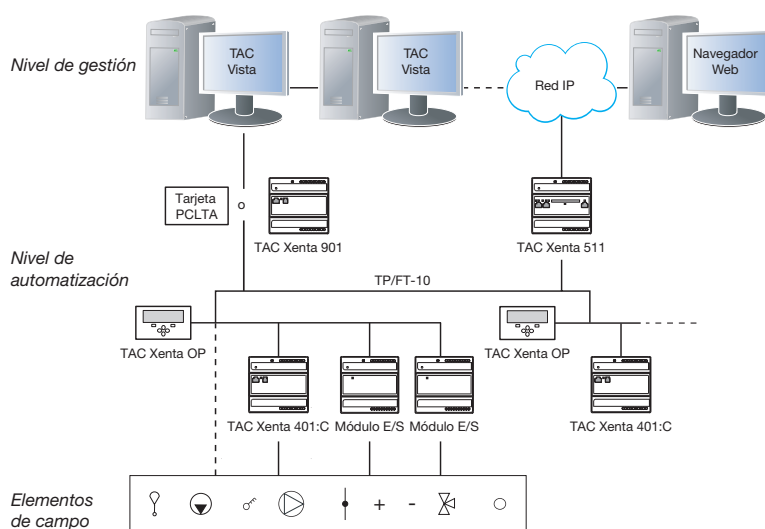 Nivel de gestión
TAC
Vista
TAC
Vista
Red IP
Navegador
Web
Tarjeta
PCLTA
o
TAC Xenta 901
TAC Xenta 511
Nivel de
automatización
TP/FT-10
TAC Xenta OP
TAC Xenta OP
TAC Xenta 401:C
Módulo E/S
Módulo E/S
TAC Xenta 401:C
Elementos
de campo
+
-